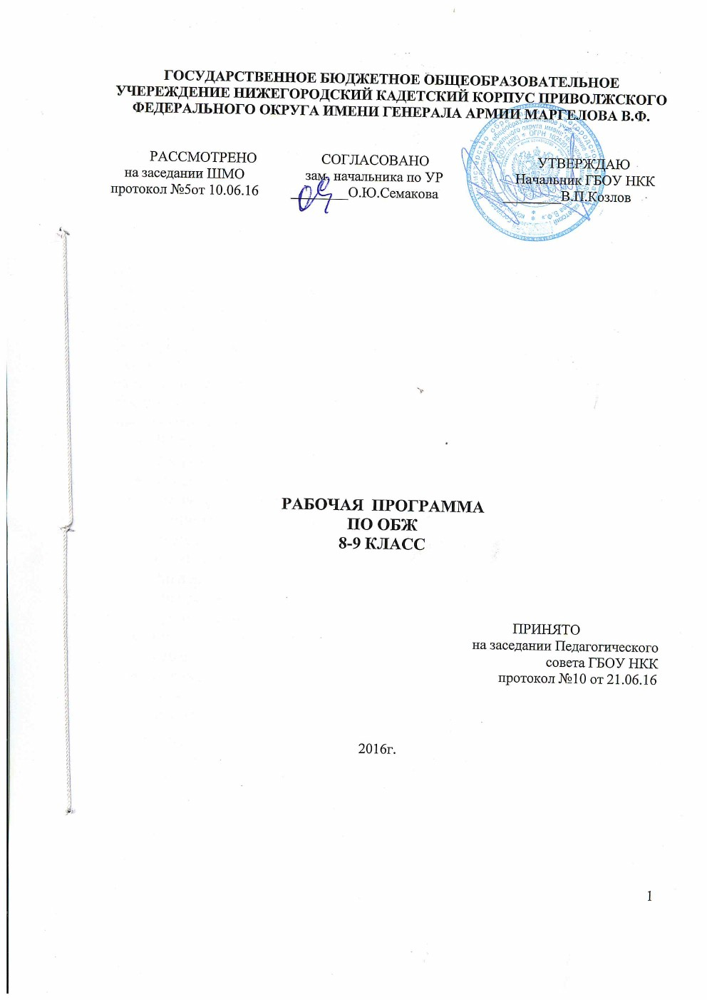 ГОСУДАРСТВЕННОЕ БЮДЖЕТНОЕ ОБЩЕОБРАЗОВАТЕЛЬНОЕ
УЧЕРЕЖДЕНИЕ НИЖЕГОРОДСКИЙ КАДЕТСКИЙ КОРПУС ПРИВОЛЖСКОГО
ФЕДЕРАЛЬНОГО ОКРУГА ИМЕНИ ГЕНЕРАЛА АРМИИ МАРГЕЛОВА В.Ф.
РАССМОТРЕНО
на заседании ШМО
протокол №5от 10.06.16
СОГЛАСОВАНО
зам. начальника по УР
________О.Ю.Семакова
УТВЕРЖДАЮ
Начальник ГБОУ НКК
________В.П.Козлов
РАБОЧАЯ ПРОГРАММА
ПО ОБЖ
8-9 КЛАСС
ПРИНЯТО
на заседании Педагогического
совета ГБОУ НКК
протокол №10 от 21.06.16
2016г.
1